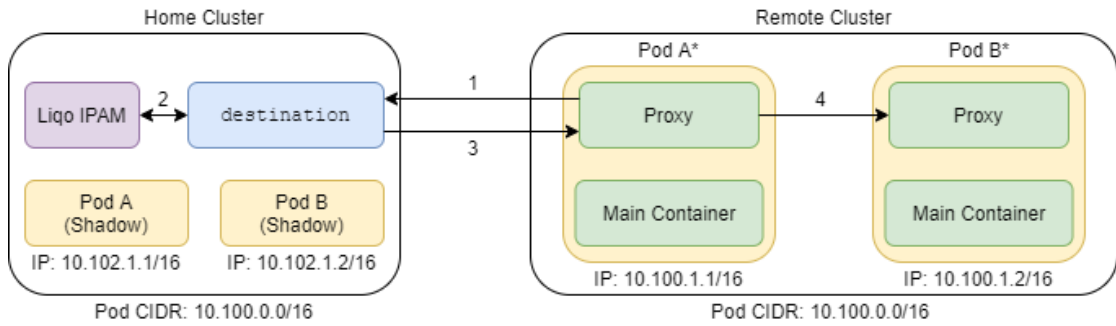 Home Cluster
Remote Cluster
Pod A*
Pod B*
Liqo IPAM
2
destination
1
3
Proxy
4
Proxy
Pod A
(Shadow)
Pod B
(Shadow)
Main Container
Main Container
IP: 10.102.1.1/16
IP: 10.102.1.2/16
IP: 10.100.1.1/16
IP: 10.100.1.2/16
Pod CIDR: 10.100.0.0/16
Pod CIDR: 10.100.0.0/16